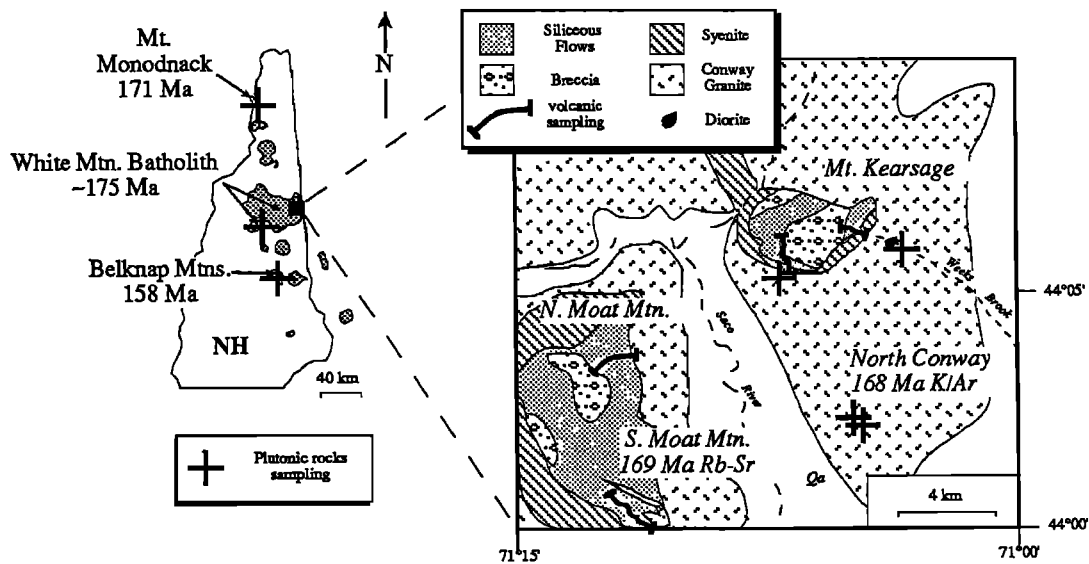 Mt.
Monodnack
171 Ma
White Mtn. Batholith
~175 Ma
Belknap Mtns.
158 Ma
NH
40 km
N
Plutonic rocks
sampling
Siliceous
Flows
Syenite
Breccia
Conway
Granite
volcanic
sampling
Diorite
Mt. Kearsage
Weeks
Brook
44°05'
N. Moat Mtn.
Saco
River
North Conway
168 Ma K/Ar
S. Moat Mtn.
169 Ma Rb-Sr
Qa
4 km
44°00'
71°15'
71°00'